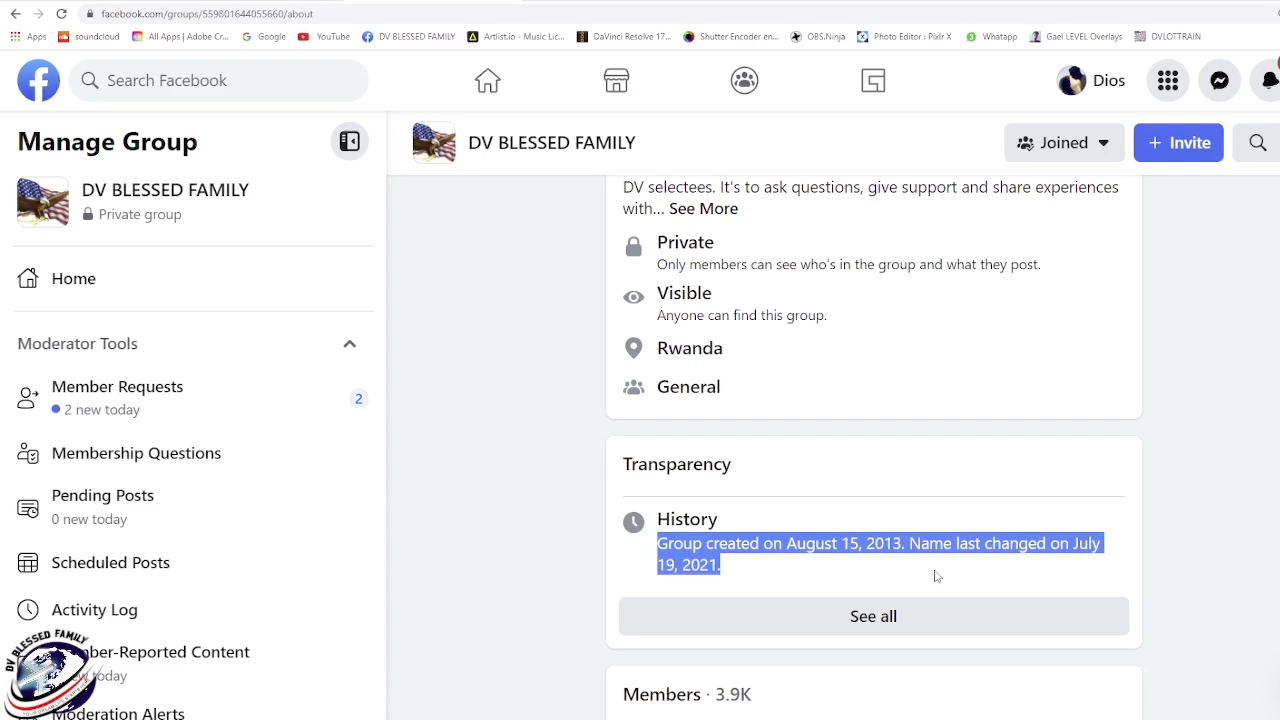 facebook.com/groups/559801644055660/about
Apps soundcloud All Apps | Adobe Cr... Google YouTube DV BLESSED FAMILY Artlist.io - Music Lic... DaVinci Resolve 17... Shutter Encoder en... OBS.Ninja Photo Editor : Pixlr X Whatapp Gael LEVEL Overlays DVLOTTRAIN
Search Facebook
Dios
Manage Group
DV BLESSED FAMILY
Private group
Home
Moderator Tools
Member Requests
2 new today
2
Membership Questions
Pending Posts
0 new today
Scheduled Posts
Activity Log
ber-Reported Content
today
Moderation Alerts
DV BLESSED FAMILY
DV BLESSED FAMILY
Joined
+ Invite
DV selectees. It's to ask questions, give support and share experiences
with... See More
Private
Only members can see who's in the group and what they post.
Visible
Anyone can find this group.
Rwanda
General
Transparency
History
Group created on August 15, 2013. Name last changed on July
19, 2021.
See all
Members · 3.9K